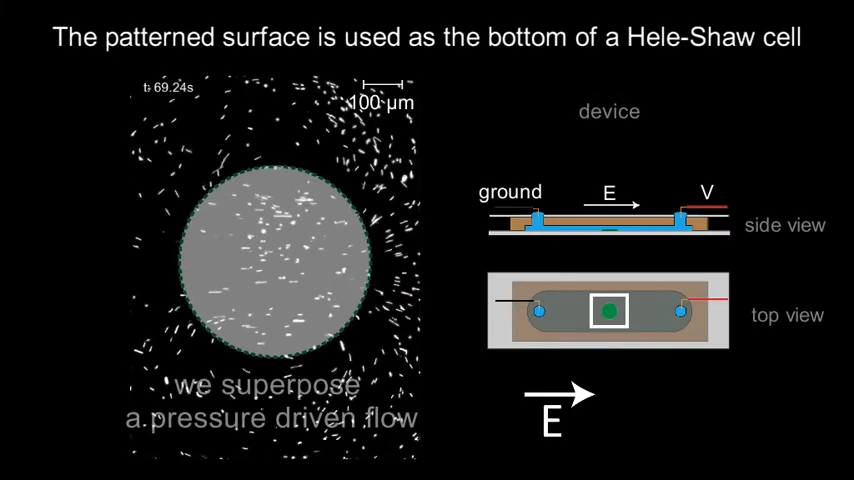 The patterned surface is used as the bottom of a Hele-Shaw cell
t: 69.24s
100 µm
device
ground
E
V
side view
top view
we superpose
a pressure driven flow
E